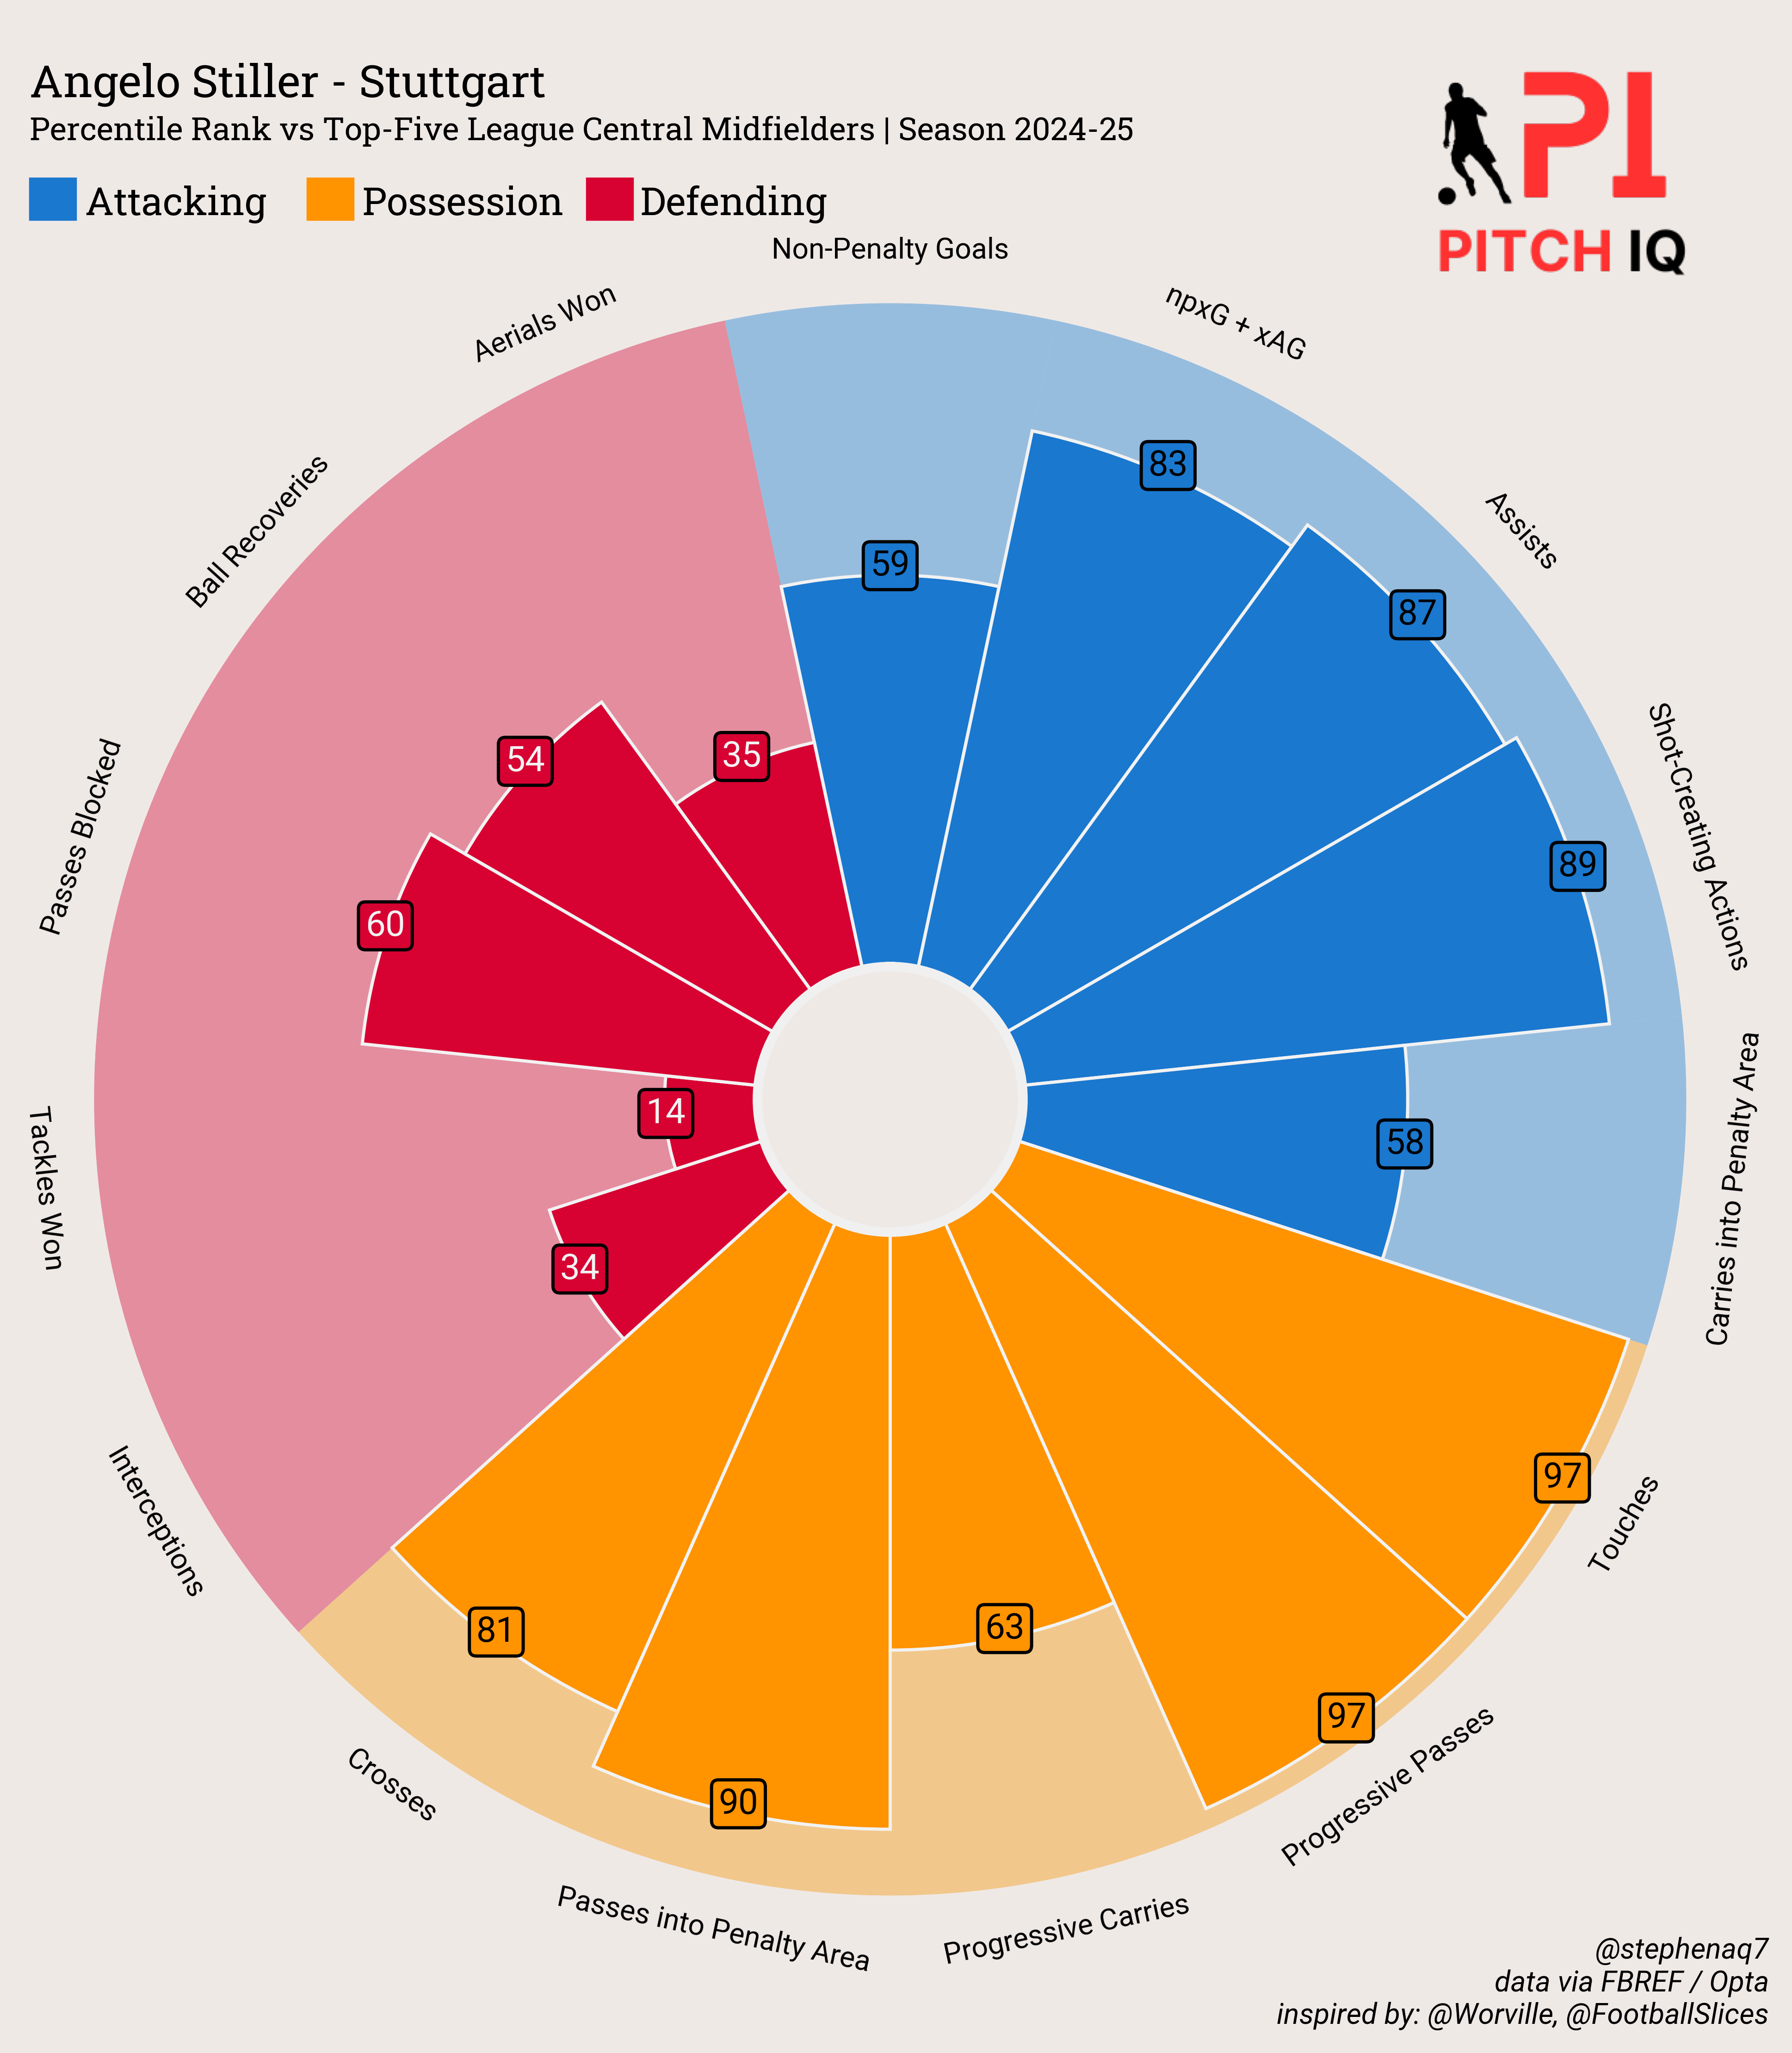 Angelo Stiller - Stuttgart
Percentile Rank vs Top-Five League Central Midfielders | Season 2024-25
Attacking
Possession
Defending
PI
PITCH IQ
Non-Penalty Goals
59
npxG + xAG
83
Assists
87
Shot-Creating Actions
89
Carries into Penalty Area
58
Touches
97
Progressive Passes
97
Progressive Carries
63
Passes into Penalty Area
90
Crosses
81
Interceptions
34
Tackles Won
14
Passes Blocked
60
Ball Recoveries
54
Aerials Won
35
@stephenaq7
data via FBREF / Opta
inspired by: @Worville, @FootballSlices